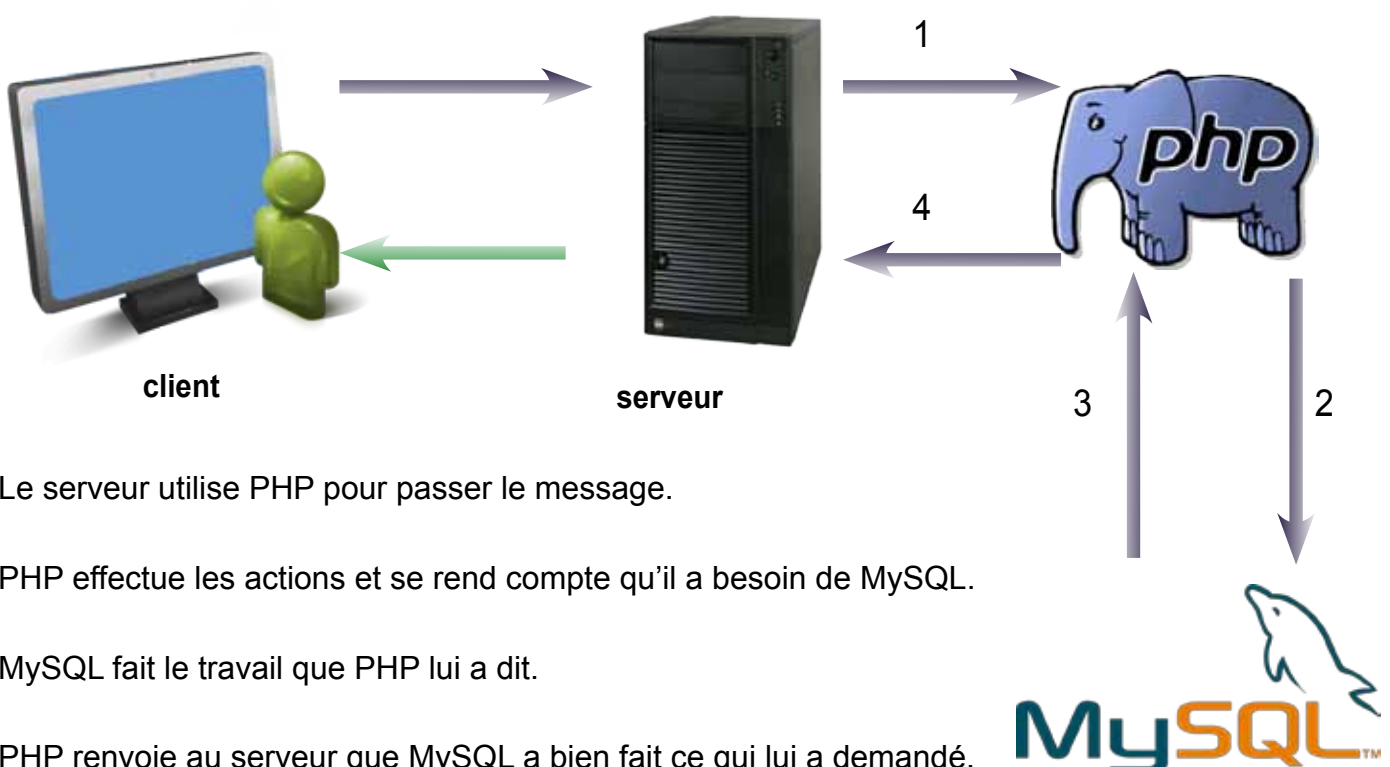 1
php
4
client
serveur
3
2
Le serveur utilise PHP pour passer le message.
PHP effectue les actions et se rend compte qu'il a besoin de MySQL.
MySQL fait le travail que PHP lui a dit.
PHP renvoie au serveur que MySQL a bien fait ce qui lui a demandé.
MySQL™